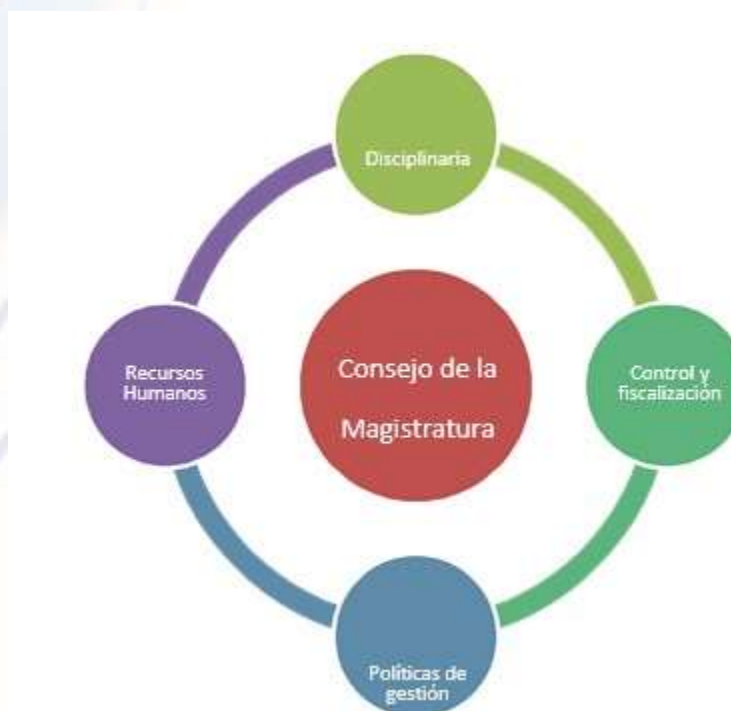 Disciplinaria
Recursos
Humanos
Consejo de la
Magistratura
Control y
fiscalización
Políticas de
gestión